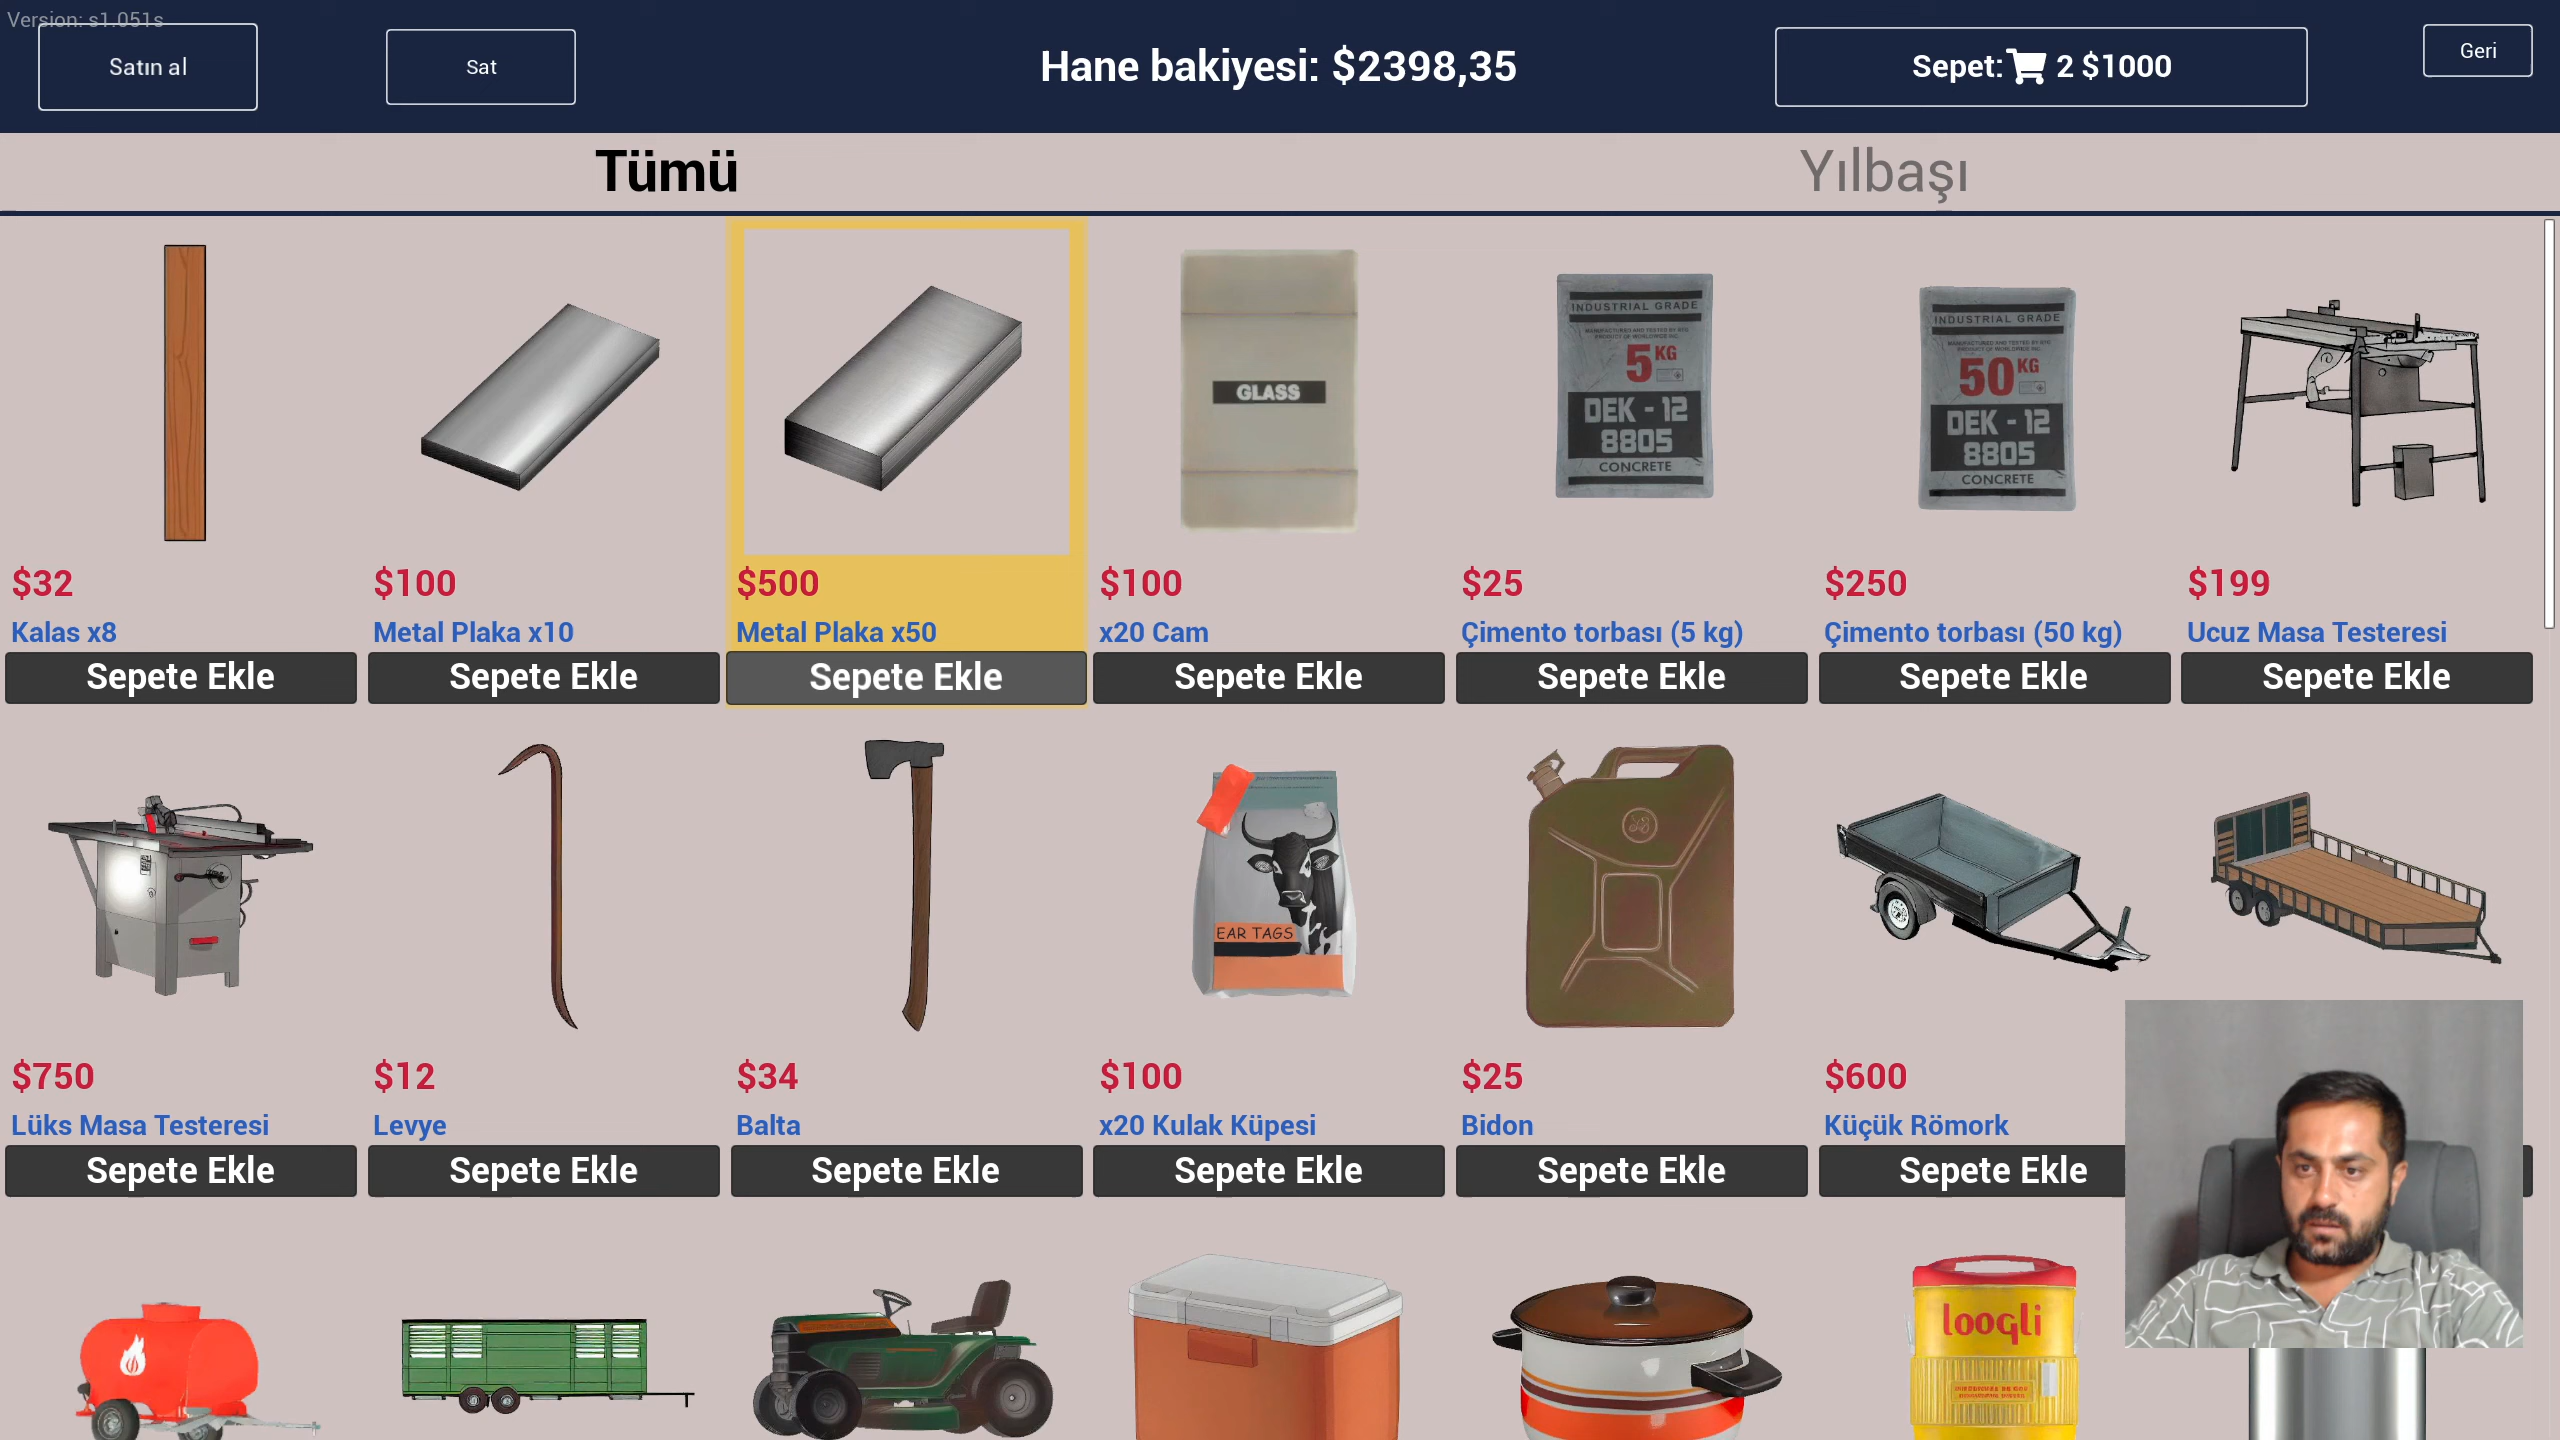 Version: s1.051s
Satın al
Sat
Hane bakiyesi: $2398,35
Sepet: 2 $1000
Geri
Tümü
Yılbaşı
GLASS
INDUSTRIAL GRADE
5 KG
DEK - 12
8805
CONCRETE
INDUSTRIAL GRADE
50 KG
DEK - 12
8805
CONCRETE
$32
$100
$500
$100
$25
$250
$199
Kalas x8
Metal Plaka x10
Metal Plaka x50
x20 Cam
Çimento torbası (5 kg)
Çimento torbası (50 kg)
Ucuz Masa Testeresi
Sepete Ekle
Sepete Ekle
Sepete Ekle
Sepete Ekle
Sepete Ekle
Sepete Ekle
Sepete Ekle
EAR TAGS
$750
$12
$34
$100
$25
$600
Lüks Masa Testeresi
Levye
Balta
x20 Kulak Küpesi
Bidon
Küçük Römork
Sepete Ekle
Sepete Ekle
Sepete Ekle
Sepete Ekle
Sepete Ekle
Sepete Ekle
looqli